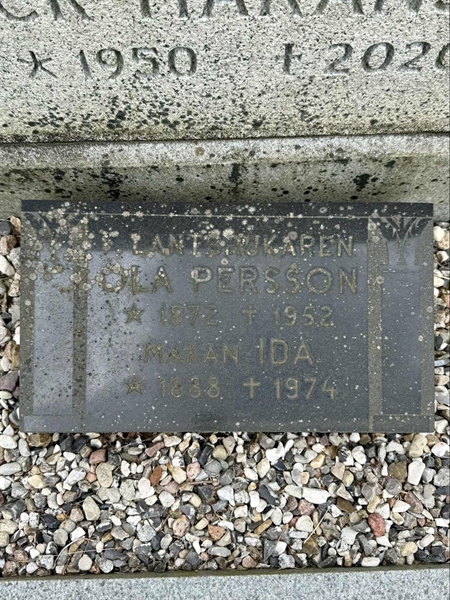 * 1950 † 2020
F. LANTBRUKAREN
OLA PERSSON
* 1872 † 1952
MAKAN IDA
* 1888 † 1974